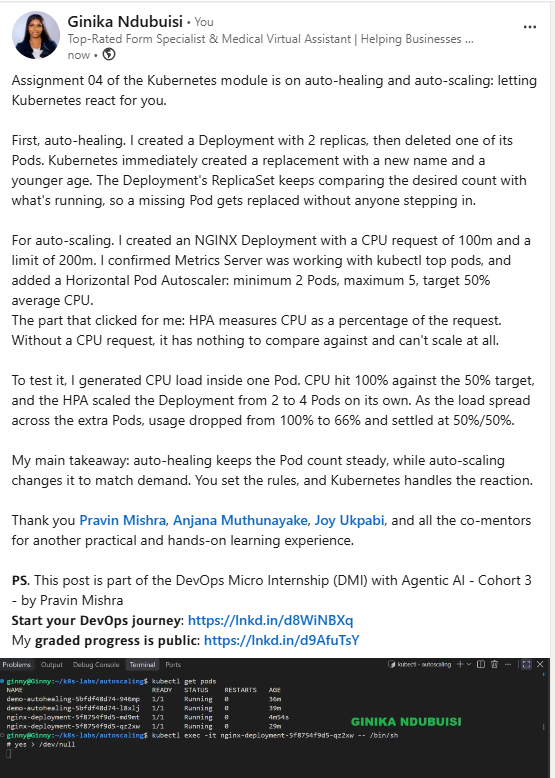 Ginika Ndubuisi • You
Top-Rated Form Specialist & Medical Virtual Assistant | Helping Businesses ...
now •
Assignment 04 of the Kubernetes module is on auto-healing and auto-scaling: letting
Kubernetes react for you.
First, auto-healing. I created a Deployment with 2 replicas, then deleted one of its
Pods. Kubernetes immediately created a replacement with a new name and a
younger age. The Deployment's ReplicaSet keeps comparing the desired count with
what's running, so a missing Pod gets replaced without anyone stepping in.
For auto-scaling. I created an NGINX Deployment with a CPU request of 100m and a
limit of 200m. I confirmed Metrics Server was working with kubectl top pods, and
added a Horizontal Pod Autoscaler: minimum 2 Pods, maximum 5, target 50%
average CPU.
The part that clicked for me: HPA measures CPU as a percentage of the request.
Without a CPU request, it has nothing to compare against and can't scale at all.
To test it, I generated CPU load inside one Pod. CPU hit 100% against the 50% target,
and the HPA scaled the Deployment from 2 to 4 Pods on its own. As the load spread
across the extra Pods, usage dropped from 100% to 66% and settled at 50%/50%.
My main takeaway: auto-healing keeps the Pod count steady, while auto-scaling
changes it to match demand. You set the rules, and Kubernetes handles the reaction.
Thank you Pravin Mishra, Anjana Muthunayake, Joy Ukpabi, and all the co-mentors
for another practical and hands-on learning experience.
PS. This post is part of the DevOps Micro Internship (DMI) with Agentic AI - Cohort 3
- by Pravin Mishra
Start your DevOps journey: https://lnkd.in/d8WiNBXq
My graded progress is public: https://lnkd.in/d9AfuTsY
Problems Output Debug Console Terminal Ports kubectl - autoscaling
ginny@Ginny:~/k8s-labs/autoscaling$ kubectl get pods
NAME READY STATUS RESTARTS AGE
demo-autohealing-5bfdf48d74-946mp 1/1 Running 0 36m
demo-autohealing-5bfdf48d74-l8xlj 1/1 Running 0 39m
nginx-deployment-5f8754f9d5-md9mt 1/1 Running 0 4m54s
nginx-deployment-5f8754f9d5-qz2xw 1/1 Running 0 29m
GINIKA NDUBUISI
ginny@Ginny:~/k8s-labs/autoscaling$ kubectl exec -it nginx-deployment-5f8754f9d5-qz2xw -- /bin/sh
# yes > /dev/null